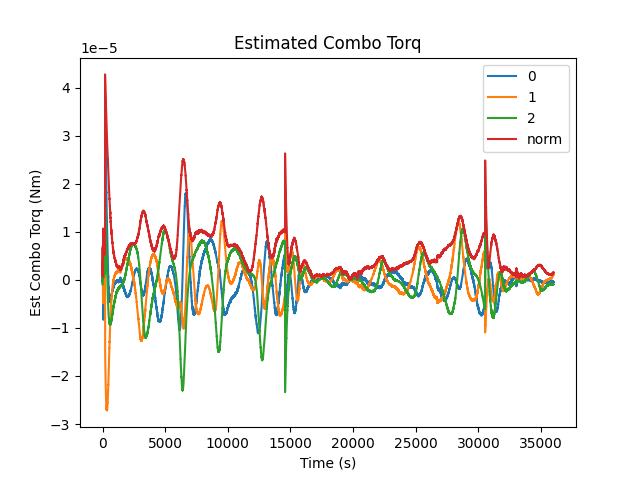 Estimated Combo Torq
1e−5
0
1
2
norm
4
3
2
1
0
−1
−2
−3
Est Combo Torq (Nm)
0 5000 10000 15000 20000 25000 30000 35000
Time (s)